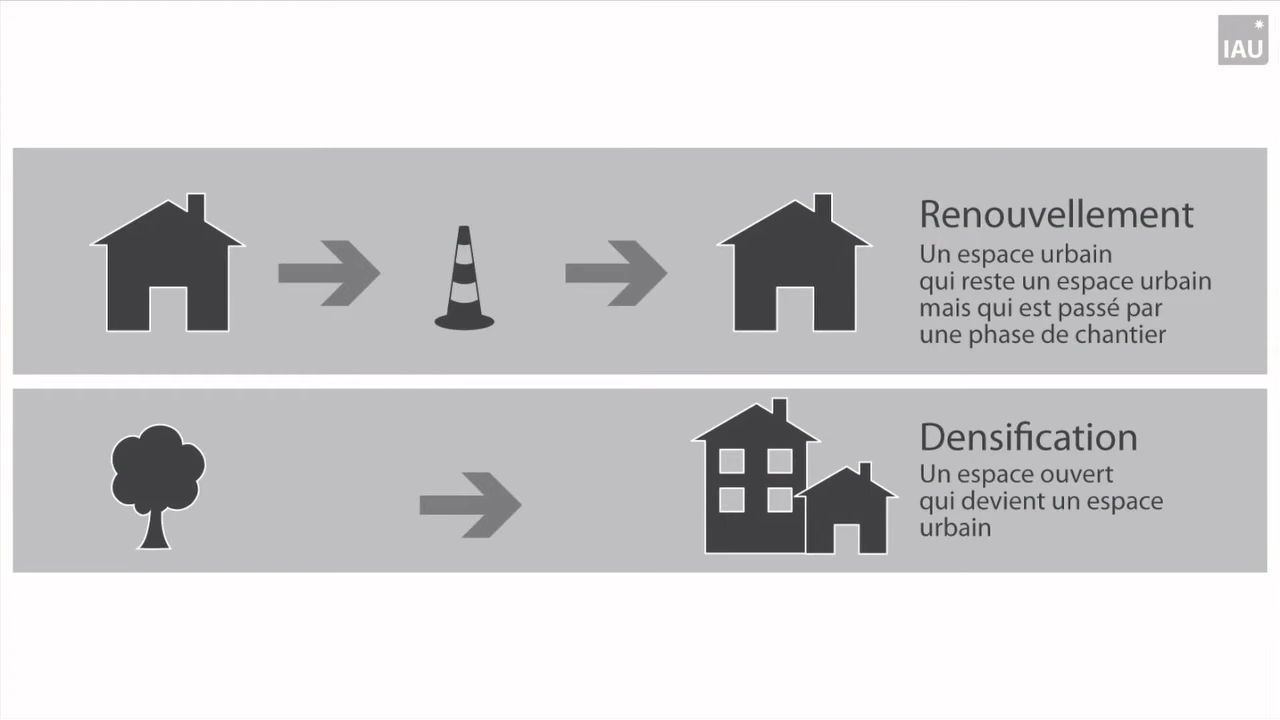 IAU
Renouvellement
Un espace urbain
qui reste un espace urbain
mais qui est passé par
une phase de chantier
Densification
Un espace ouvert
qui devient un espace
urbain